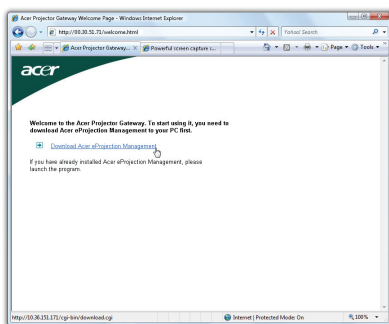 Acer Projector Gateway Welcome Page - Windows Internet Explorer
http://00.30.51.71/welcome.html
Yahoo! Search
Acer Projector Gateway...
Powerful screen capture s...
Page
Tools
acer
Welcome to the Acer Projector Gateway. To start using it, you need to
download Acer eProjection Management to your PC first.
Download Acer eProjection Management
If you have already installed Acer eProjection Management, please
launch the program.
http://10.36.151.171/cgi-bin/download.cgi
Internet | Protected Mode: On
100%